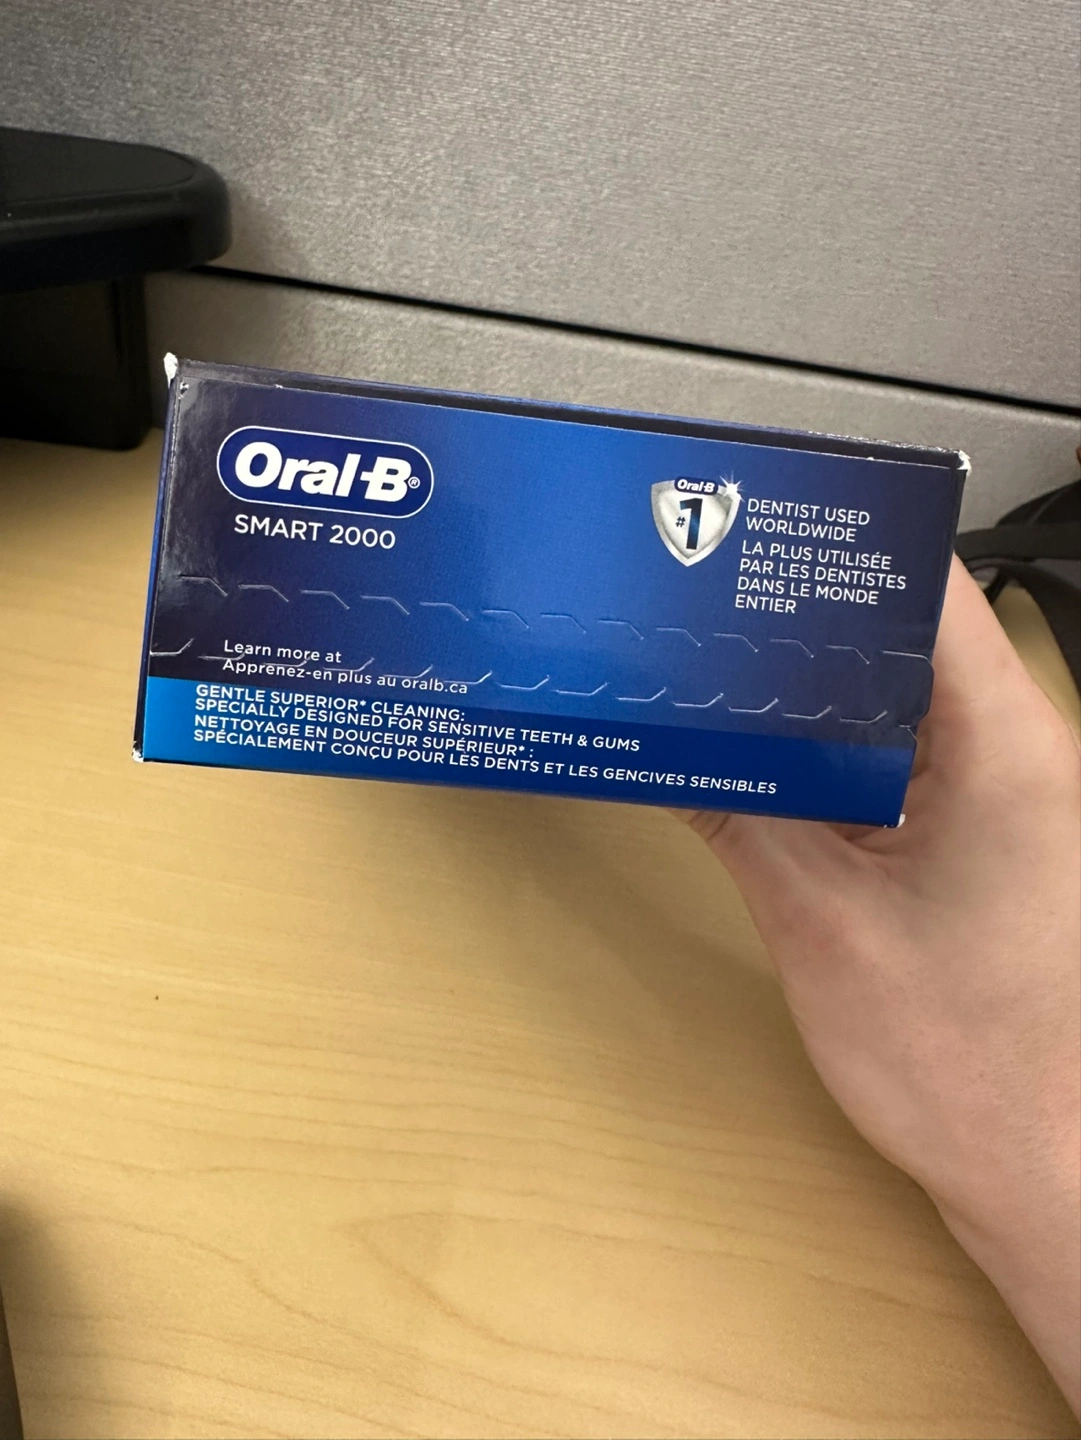 Oral-B®
SMART 2000
Oral-B
#1
DENTIST USED
WORLDWIDE
LA PLUS UTILISÉE
PAR LES DENTISTES
DANS LE MONDE
ENTIER
Learn more at
Apprenez-en plus au oralb.ca
GENTLE SUPERIOR* CLEANING:
SPECIALLY DESIGNED FOR SENSITIVE TEETH & GUMS
NETTOYAGE EN DOUCEUR SUPÉRIEUR* :
SPÉCIALEMENT CONÇU POUR LES DENTS ET LES GENCIVES SENSIBLES